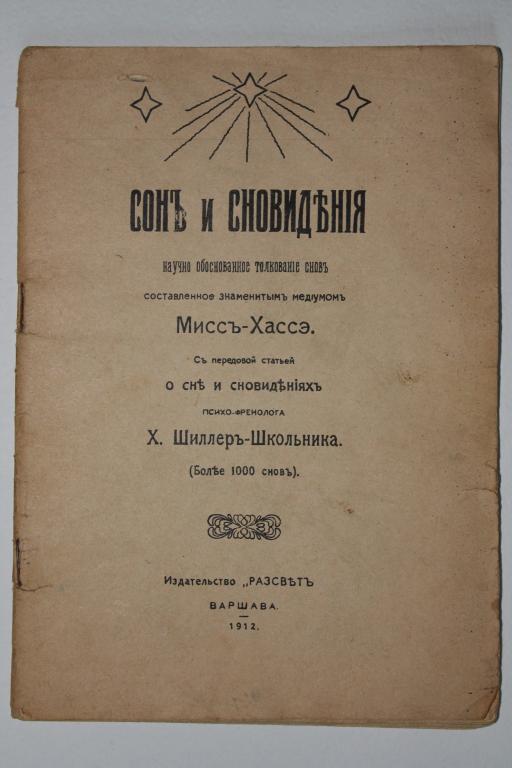 СОНЪ и СНОВИДѢНІЯ
научно обоснованное толкованіе сновъ
составленное знаменитымъ медіумомъ
Миссъ-Хассэ.
Съ передовой статьей
о снѣ и сновидѣніяхъ
психо-френолога
Х. Шиллеръ-Школьника.
(Болѣе 1000 сновъ).
Издательство „РАЗСВѢТЪ
ВАРШАВА.
1912.